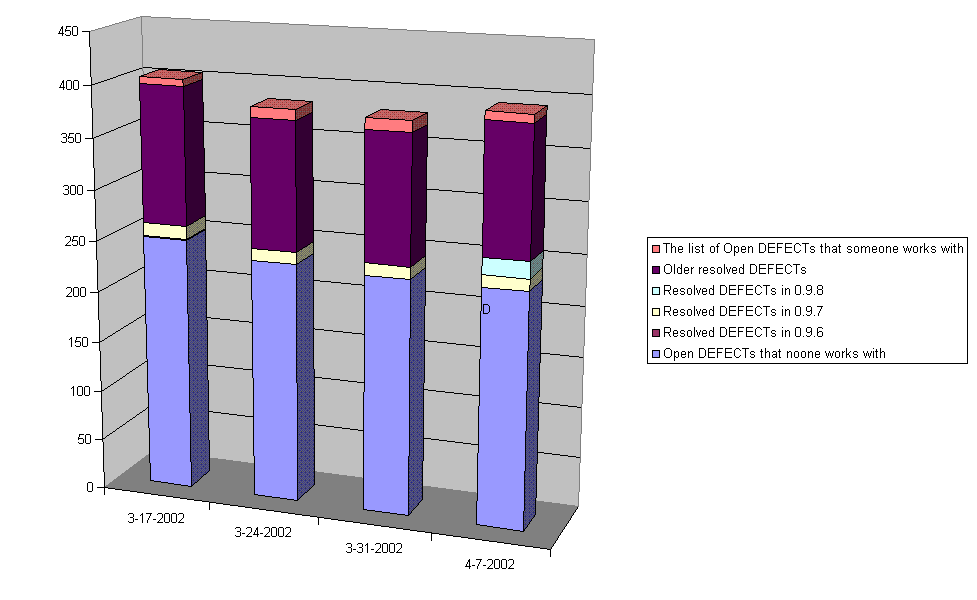 450
400
350
300
250
200
150
100
50
0
D
3-17-2002
3-24-2002
3-31-2002
4-7-2002
The list of Open DEFECTs that someone works with
Older resolved DEFECTs
Resolved DEFECTs in 0.9.8
Resolved DEFECTs in 0.9.7
Resolved DEFECTs in 0.9.6
Open DEFECTs that noone works with